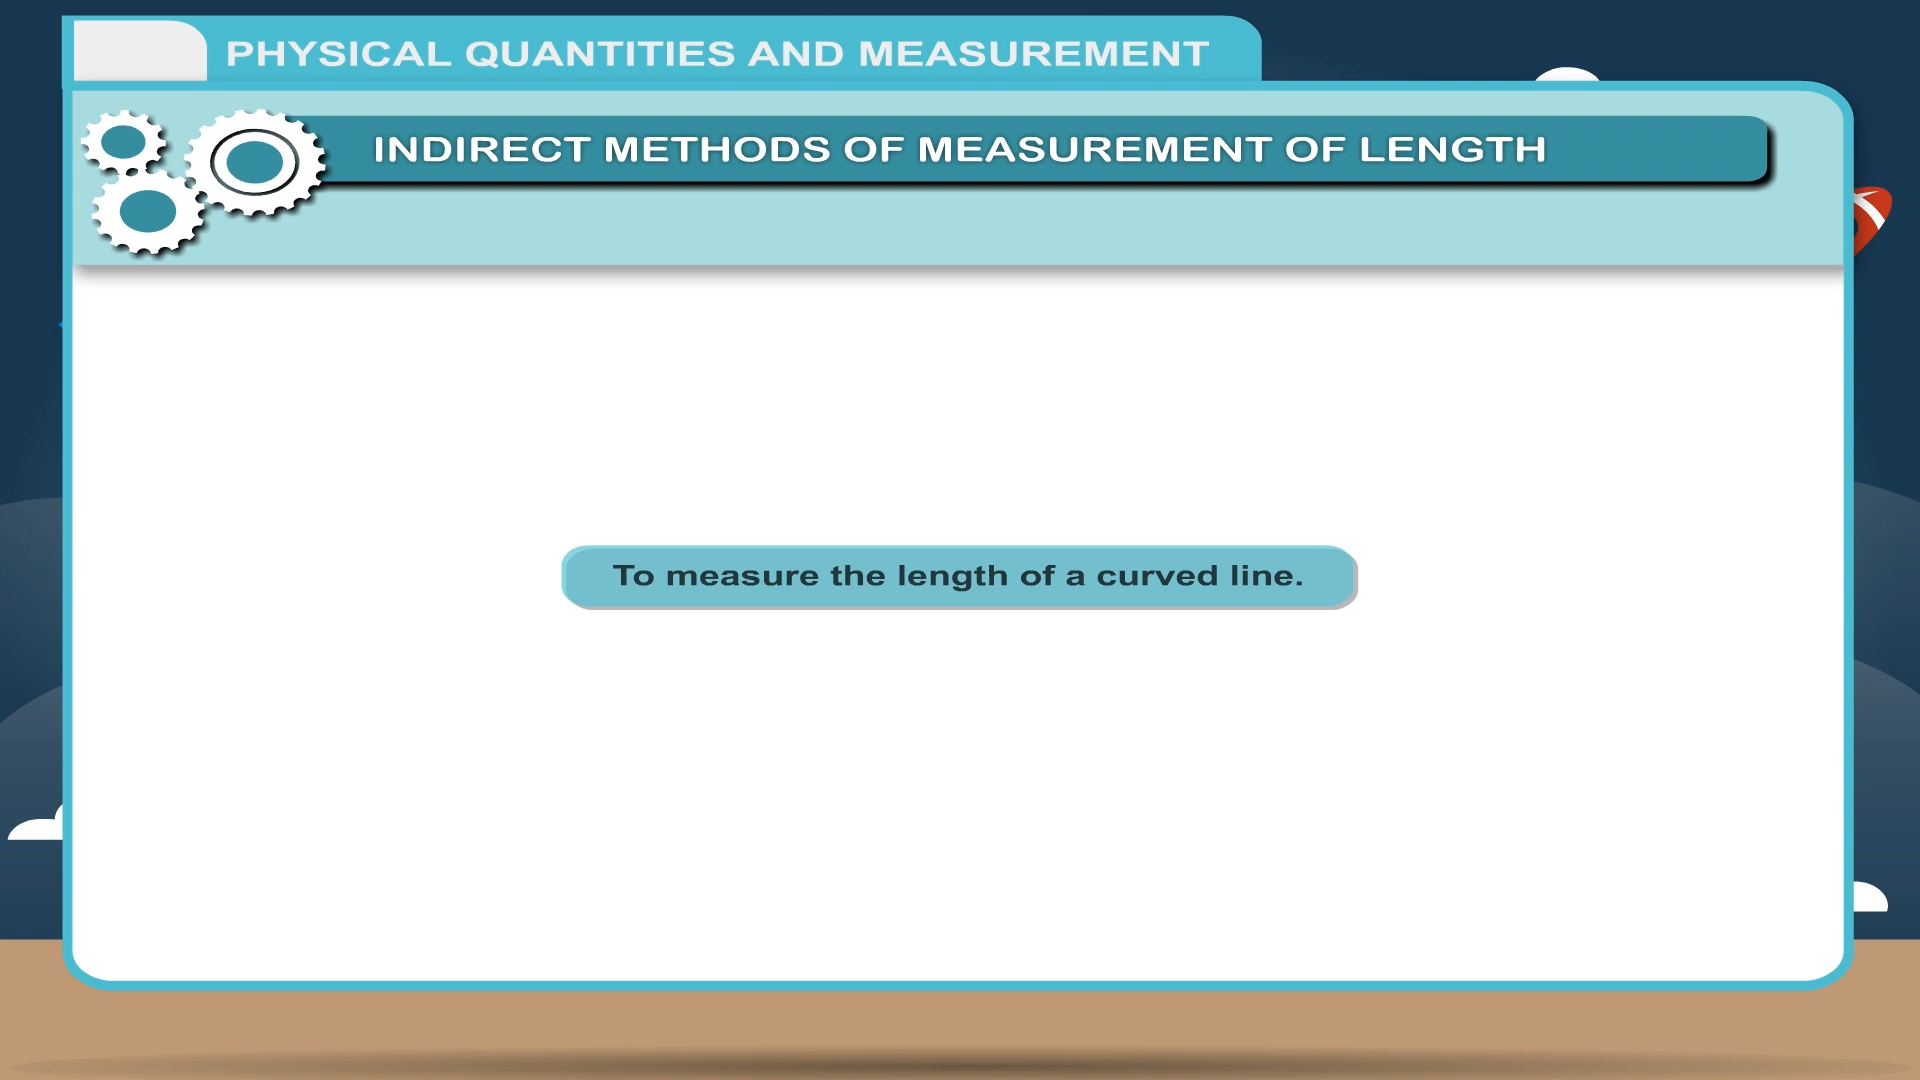 PHYSICAL QUANTITIES AND MEASUREMENT
INDIRECT METHODS OF MEASUREMENT OF LENGTH
To measure the length of a curved line.